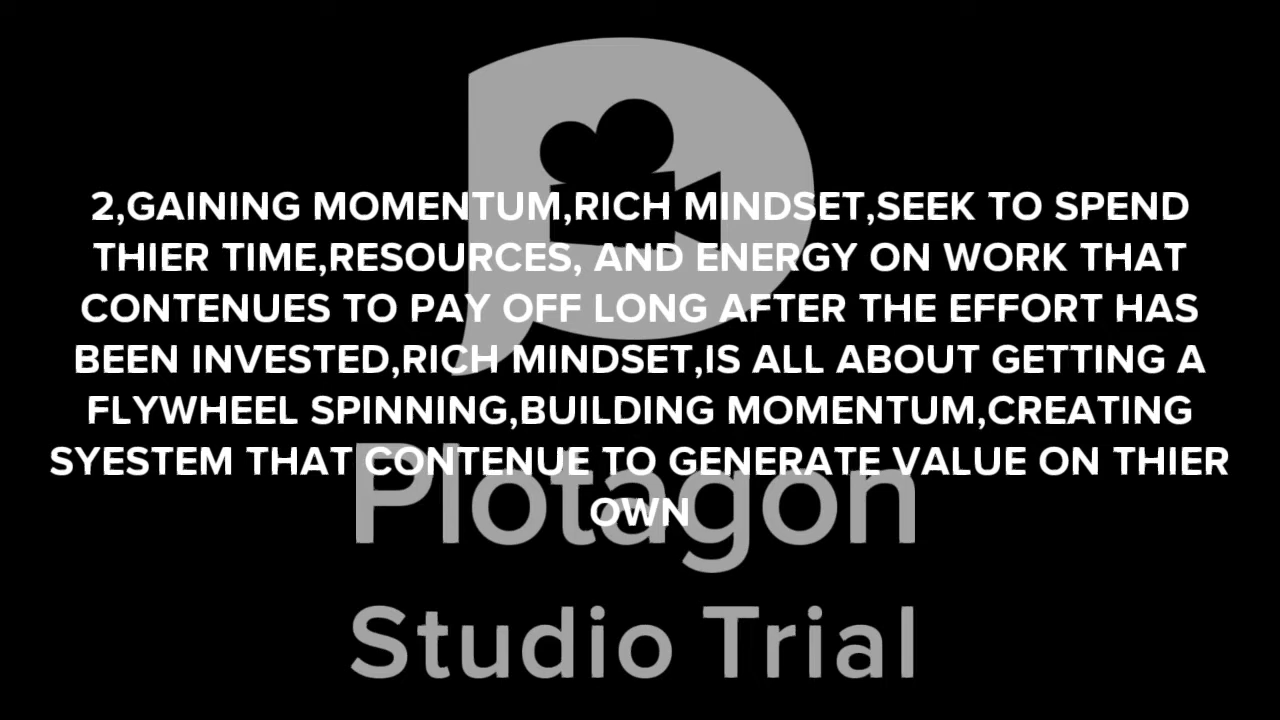 2,GAINING MOMENTUM,RICH MINDSET,SEEK TO SPEND
THIER TIME,RESOURCES, AND ENERGY ON WORK THAT
CONTENUES TO PAY OFF LONG AFTER THE EFFORT HAS
BEEN INVESTED,RICH MINDSET,IS ALL ABOUT GETTING A
FLYWHEEL SPINNING,BUILDING MOMENTUM,CREATING
SYESTEM THAT CONTENUE TO GENERATE VALUE ON THIER
OWN
Plotagon
Studio Trial